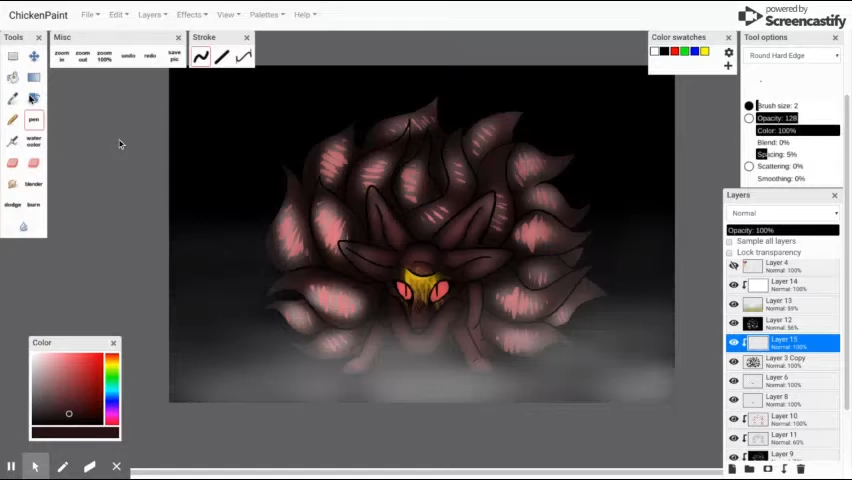 ChickenPaint
File
Edit
Layers
Effects
View
Palettes
Help
powered by
Screencastify
Tools
pen
water
color
blender
dodge
burn
Misc
zoom
in
zoom
out
zoom
100%
undo
redo
save
pic
Stroke
Color swatches
Tool options
Round Hard Edge
Brush size: 2
Opacity: 128
Color: 100%
Blend: 0%
Spacing: 5%
Scattering: 0%
Smoothing: 0%
Layers
Normal
Opacity: 100%
Sample all layers
Lock transparency
Layer 4
Normal: 100%
Layer 14
Normal: 100%
Layer 13
Layer 12
Normal: 56%
Layer 15
Normal: 100%
Layer 3 Copy
Normal: 100%
Layer 6
Normal: 100%
Layer 8
Normal: 100%
Layer 10
Normal: 100%
Layer 11
Normal: 60%
Layer 9
Color